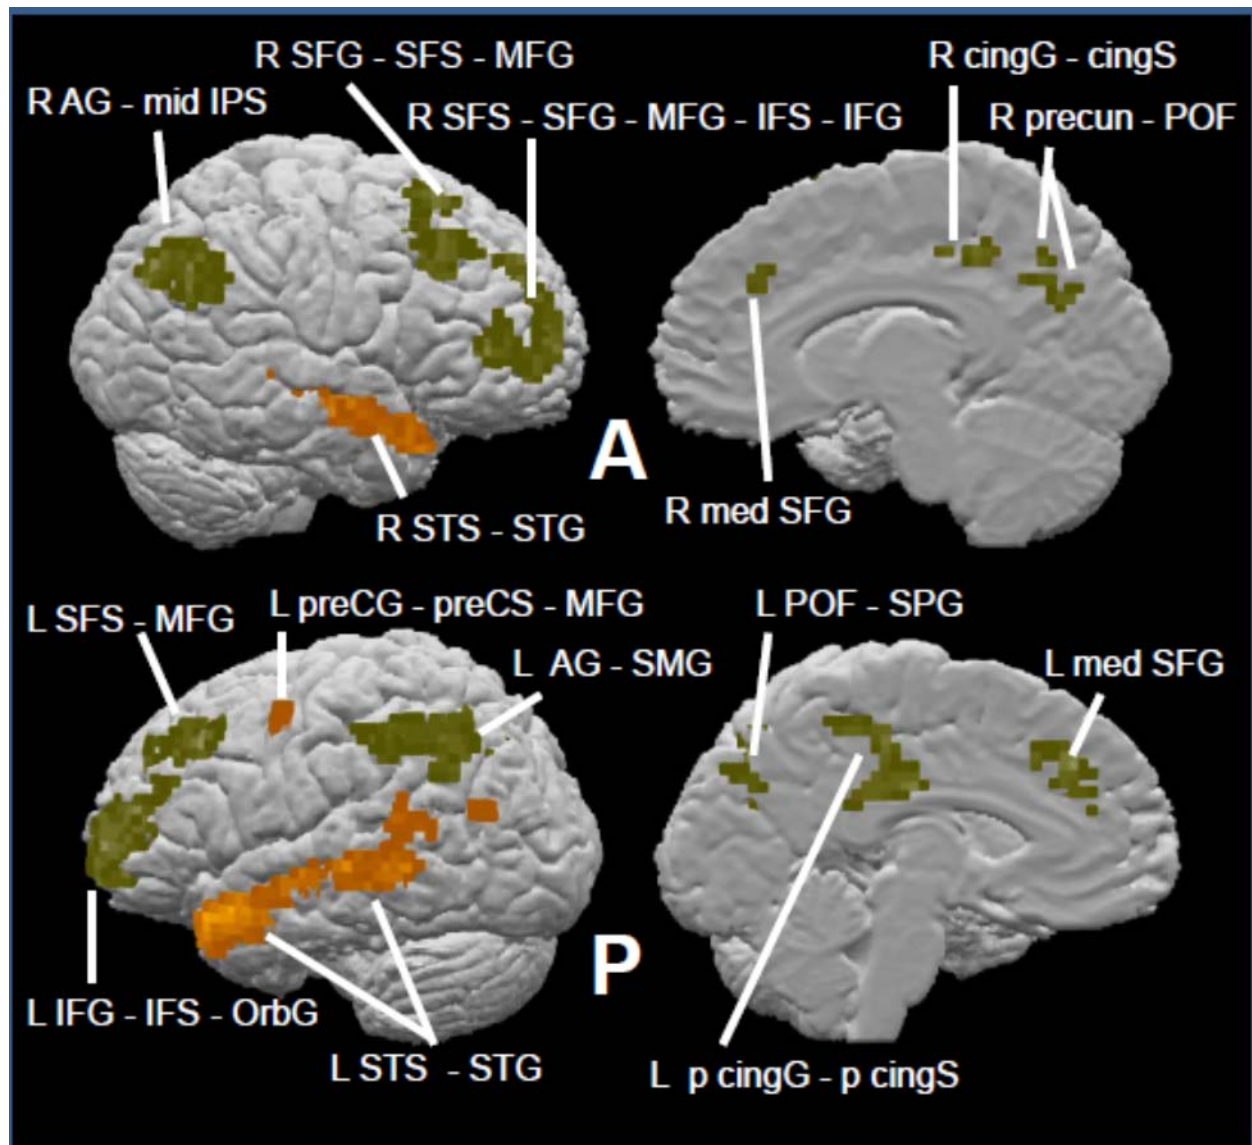 R SFG - SFS - MFG
R cingG - cingS
R AG - mid IPS
R SFS - SFG - MFG - IFS - IFG
R precun - POF
A
R med SFG
R STS - STG
L SFS - MFG
L preCG - preCS - MFG
L POF - SPG
L AG - SMG
L med SFG
P
L IFG - IFS - OrbG
L STS - STG
L p cingG - p cingS